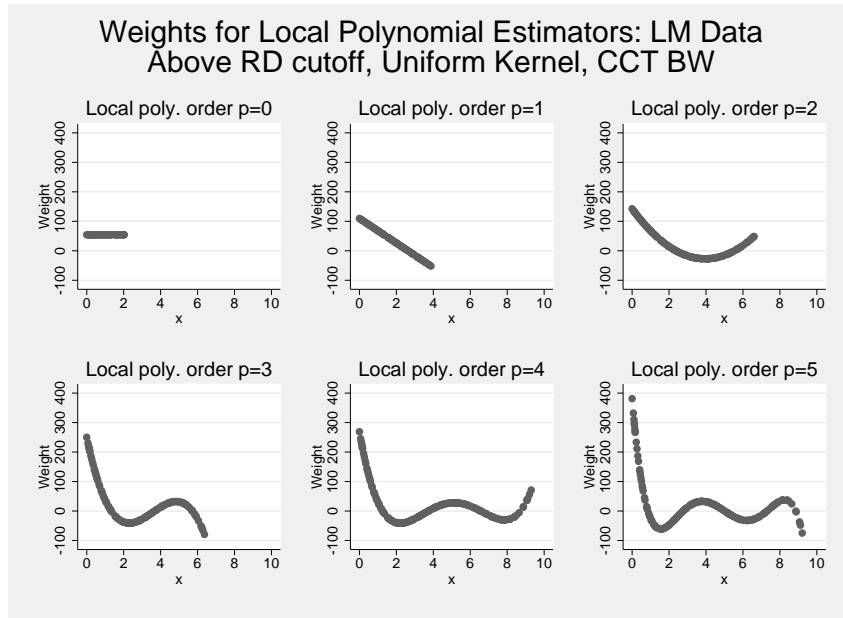 Weights for Local Polynomial Estimators: LM Data
Above RD cutoff, Uniform Kernel, CCT BW
Local poly. order p=0
Weight
400
300
200
100
0
-100
0 2 4 6 8 10
x
Local poly. order p=1
Weight
400
300
200
100
0
-100
0 2 4 6 8 10
x
Local poly. order p=2
Weight
400
300
200
100
0
-100
0 2 4 6 8 10
x
Local poly. order p=3
Weight
400
300
200
100
0
-100
0 2 4 6 8 10
x
Local poly. order p=4
Weight
400
300
200
100
0
-100
0 2 4 6 8 10
x
Local poly. order p=5
Weight
400
300
200
100
0
-100
0 2 4 6 8 10
x